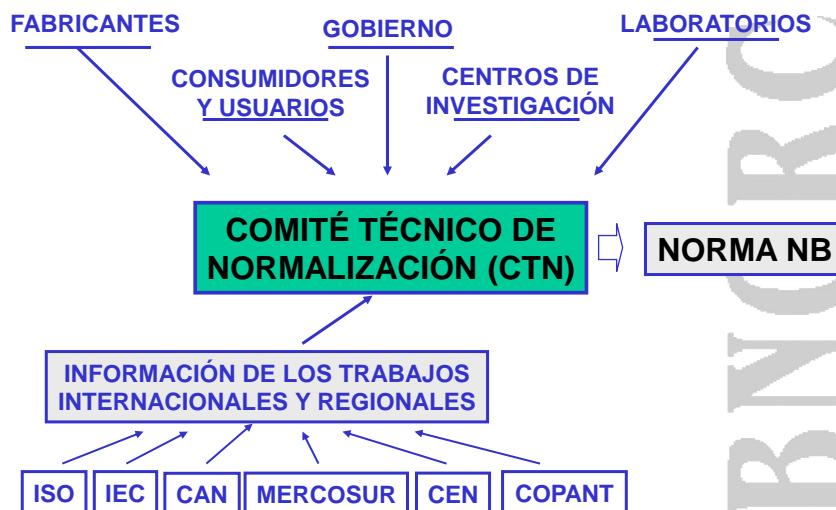 FABRICANTES
GOBIERNO
LABORATORIOS
CONSUMIDORES
Y USUARIOS
CENTROS DE
INVESTIGACIÓN
COMITÉ TÉCNICO DE
NORMALIZACIÓN (CTN)
NORMA NB
INFORMACIÓN DE LOS TRABAJOS
INTERNACIONALES Y REGIONALES
ISO
IEC
CAN
MERCOSUR
CEN
COPANT